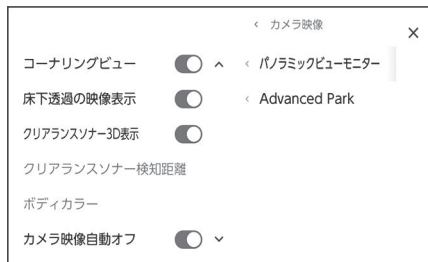 カメラ映像
コーナリングビュー
パノラミックビューモニター
床下透過の映像表示
Advanced Park
クリアランスソナー3D表示
クリアランスソナー検知距離
ボディカラー
カメラ映像自動オフ